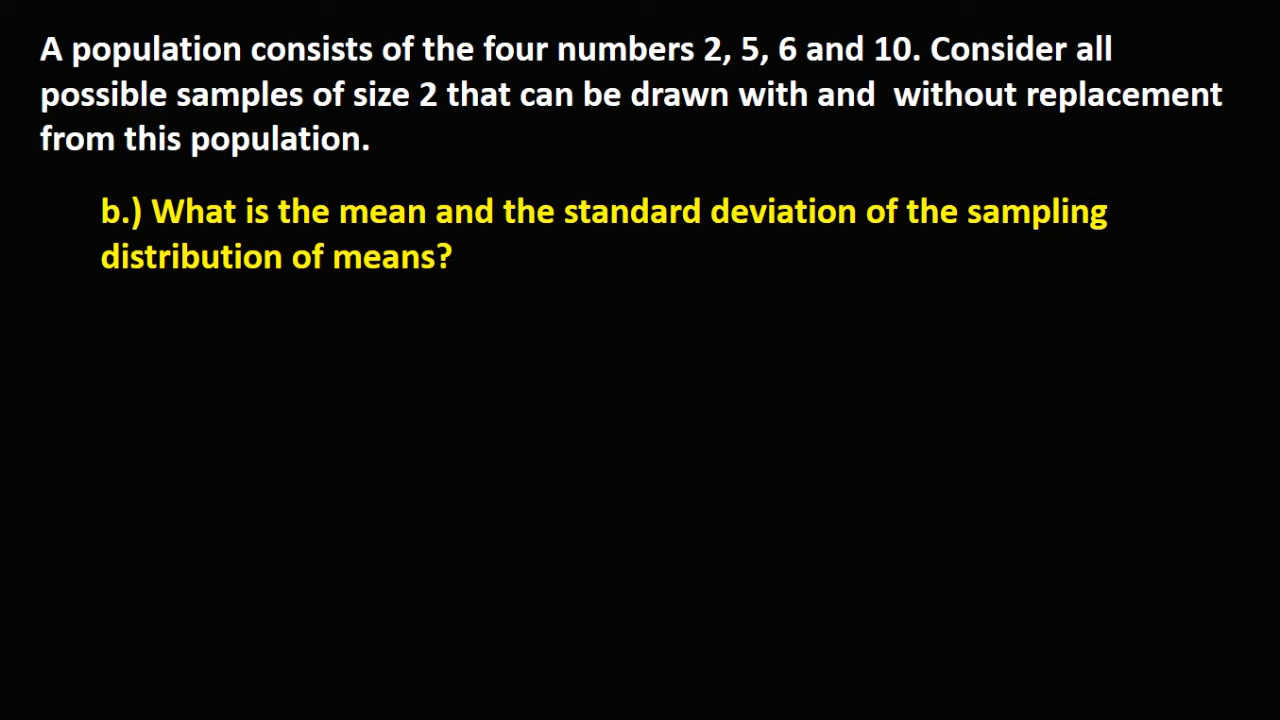 A population consists of the four numbers 2, 5, 6 and 10. Consider all
possible samples of size 2 that can be drawn with and  without replacement
from this population.
b.) What is the mean and the standard deviation of the sampling
distribution of means?